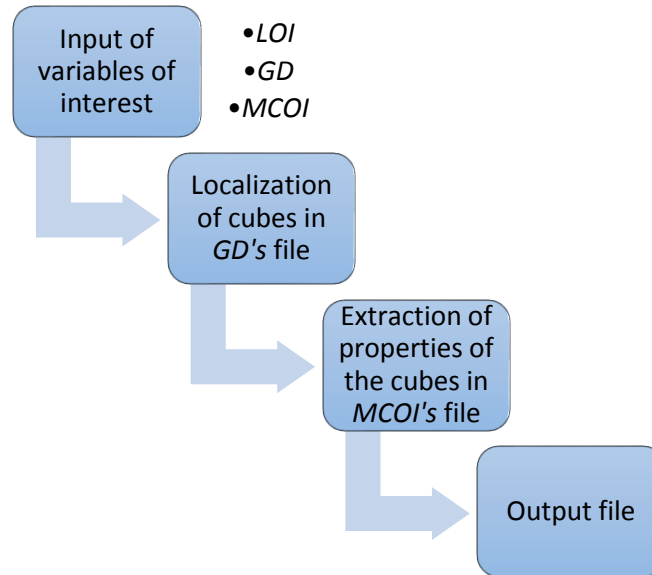 Input of
variables of
interest
•LOI
•GD
•MCOI
Localization
of cubes in
GD's file
Extraction of
properties of
the cubes in
MCOI's file
Output file